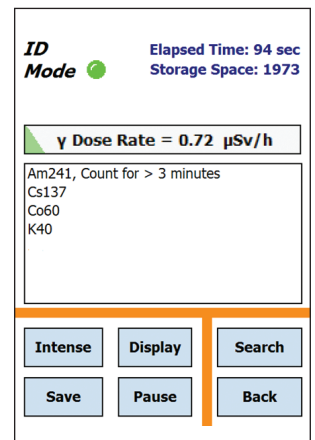 ID
Mode
Elapsed Time: 94 sec
Storage Space: 1973
γ Dose Rate = 0.72 μSv/h
Am241, Count for > 3 minutes
Cs137
Co60
K40
Intense
Display
Search
Save
Pause
Back